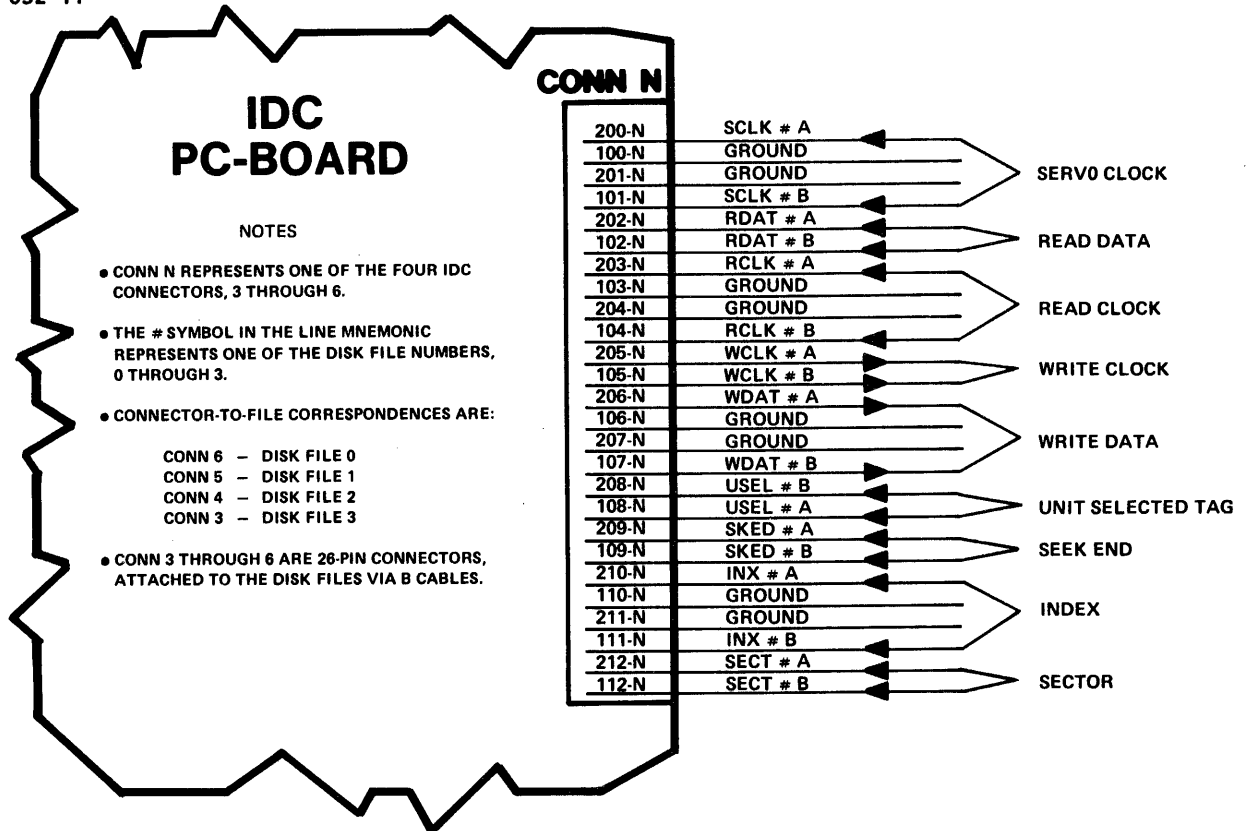 CONN N
IDC
PC-BOARD
NOTES
• CONN N REPRESENTS ONE OF THE FOUR IDC
CONNECTORS, 3 THROUGH 6.
• THE # SYMBOL IN THE LINE MNEMONIC
REPRESENTS ONE OF THE DISK FILE NUMBERS,
0 THROUGH 3.
• CONNECTOR-TO-FILE CORRESPONDENCES ARE:
CONN 6 – DISK FILE 0
CONN 5 – DISK FILE 1
CONN 4 – DISK FILE 2
CONN 3 – DISK FILE 3
• CONN 3 THROUGH 6 ARE 26-PIN CONNECTORS,
ATTACHED TO THE DISK FILES VIA B CABLES.
200-N SCLK # A
100-N GROUND
201-N GROUND
101-N SCLK # B
SERV0 CLOCK
202-N RDAT # A
102-N RDAT # B
READ DATA
203-N RCLK # A
103-N GROUND
204-N GROUND
104-N RCLK # B
READ CLOCK
205-N WCLK # A
105-N WCLK # B
WRITE CLOCK
206-N WDAT # A
106-N GROUND
207-N GROUND
107-N WDAT # B
WRITE DATA
208-N USEL # B
108-N USEL # A
UNIT SELECTED TAG
209-N SKED # A
109-N SKED # B
SEEK END
210-N INX # A
110-N GROUND
211-N GROUND
111-N INX # B
INDEX
212-N SECT # A
112-N SECT # B
SECTOR